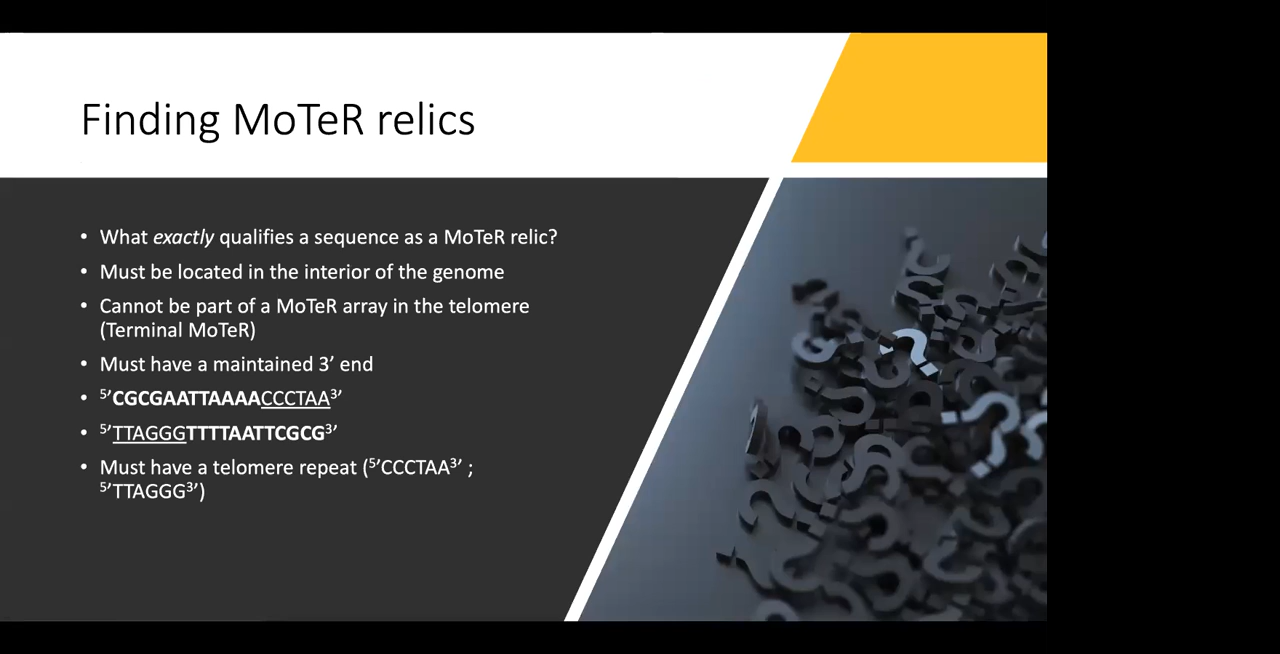 Finding MoTeR relics
• What exactly qualifies a sequence as a MoTeR relic?
• Must be located in the interior of the genome
• Cannot be part of a MoTeR array in the telomere
(Terminal MoTeR)
• Must have a maintained 3’ end
• 5’CGCGAATTAAAACCCTAA3’
• 5’TTAGGGTTTTAATTCGCG3’
• Must have a telomere repeat (5’CCCTAA3’ ;
5’TTAGGG3’)